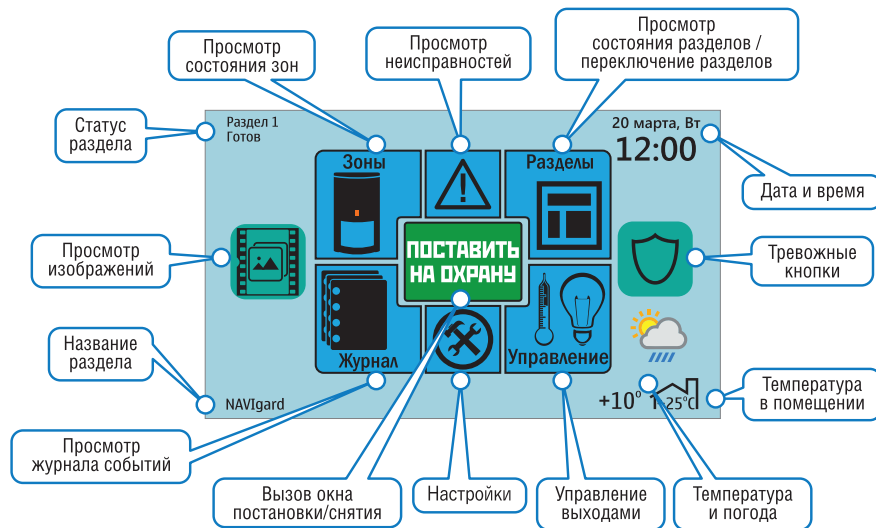 Просмотр
состояния зон
Просмотр
неисправностей
Просмотр
состояния разделов /
переключение разделов
Статус
раздела
Раздел 1
Готов
20 марта, Вт
12:00
Зоны
Разделы
Дата и время
Просмотр
изображений
ПОСТАВИТЬ
НА ОХРАНУ
Тревожные
кнопки
Название
раздела
Журнал
Управление
NAVIgard
+10°
+25°C
Температура
в помещении
Просмотр
журнала событий
Вызов окна
постановки/снятия
Настройки
Управление
выходами
Температура
и погода